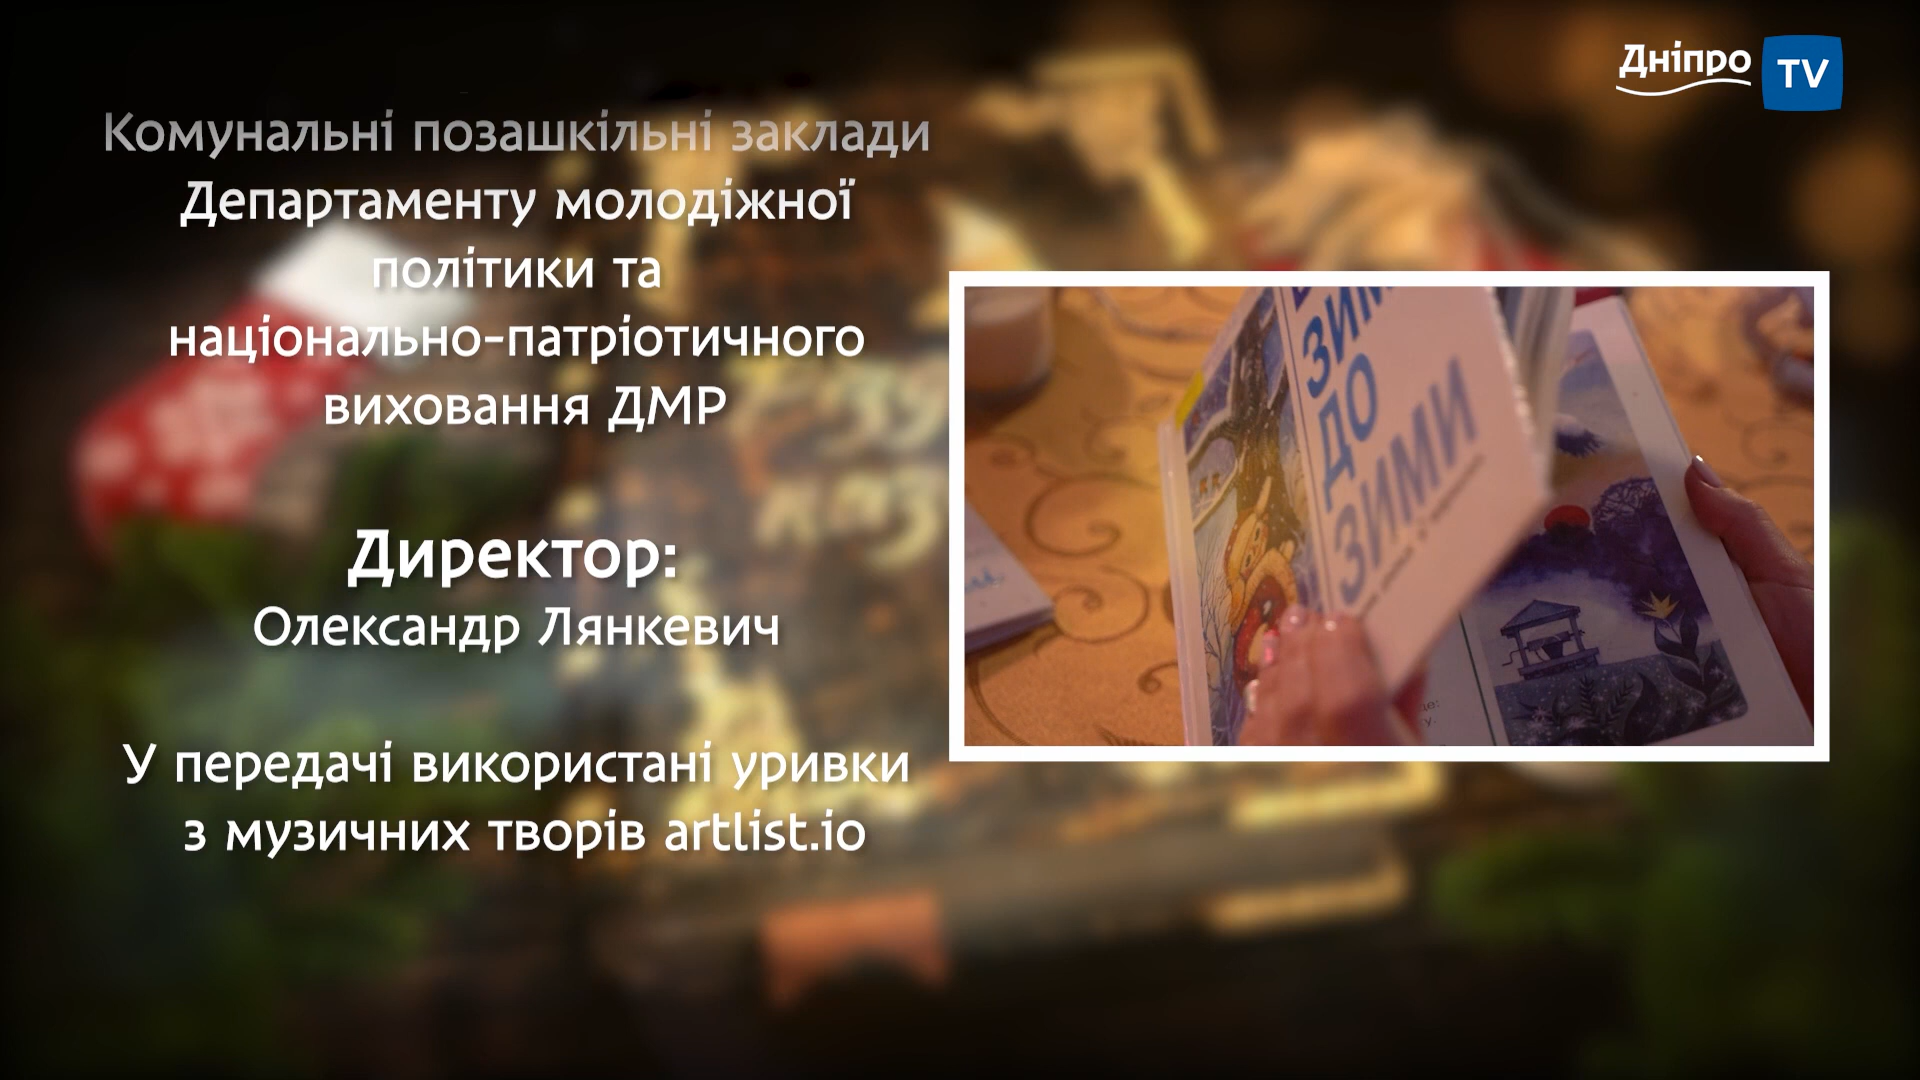 Дніпро TV
Комунальні позашкільні заклади
Департаменту молодіжної
політики та
національно-патріотичного
виховання ДМР
Директор:
Олександр Лянкевич
У передачі використані уривки
з музичних творів artlist.io
ДО
ЗИМИ